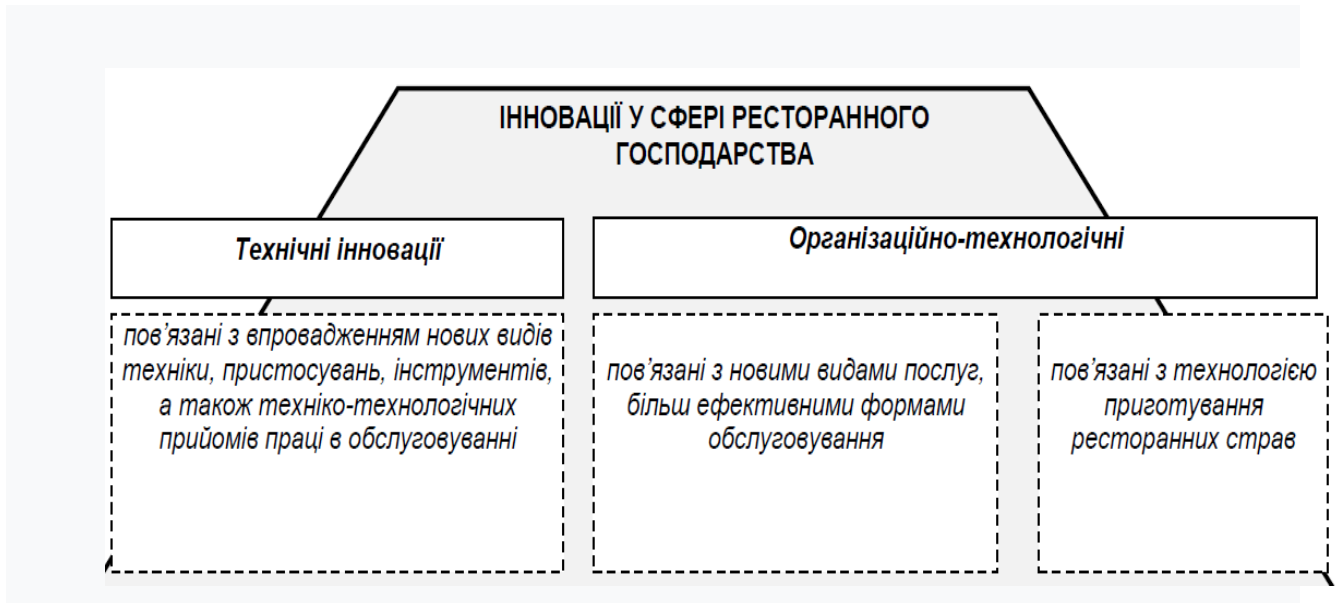 ІННОВАЦІЇ У СФЕРІ РЕСТОРАННОГО
ГОСПОДАРСТВА
Технічні інновації
Організаційно-технологічні
пов’язані з впровадженням нових видів
техніки, пристосувань, інструментів,
а також техніко-технологічних
прийомів праці в обслуговуванні
пов’язані з новими видами послуг,
більш ефективними формами
обслуговування
пов’язані з технологією
приготування
ресторанних страв